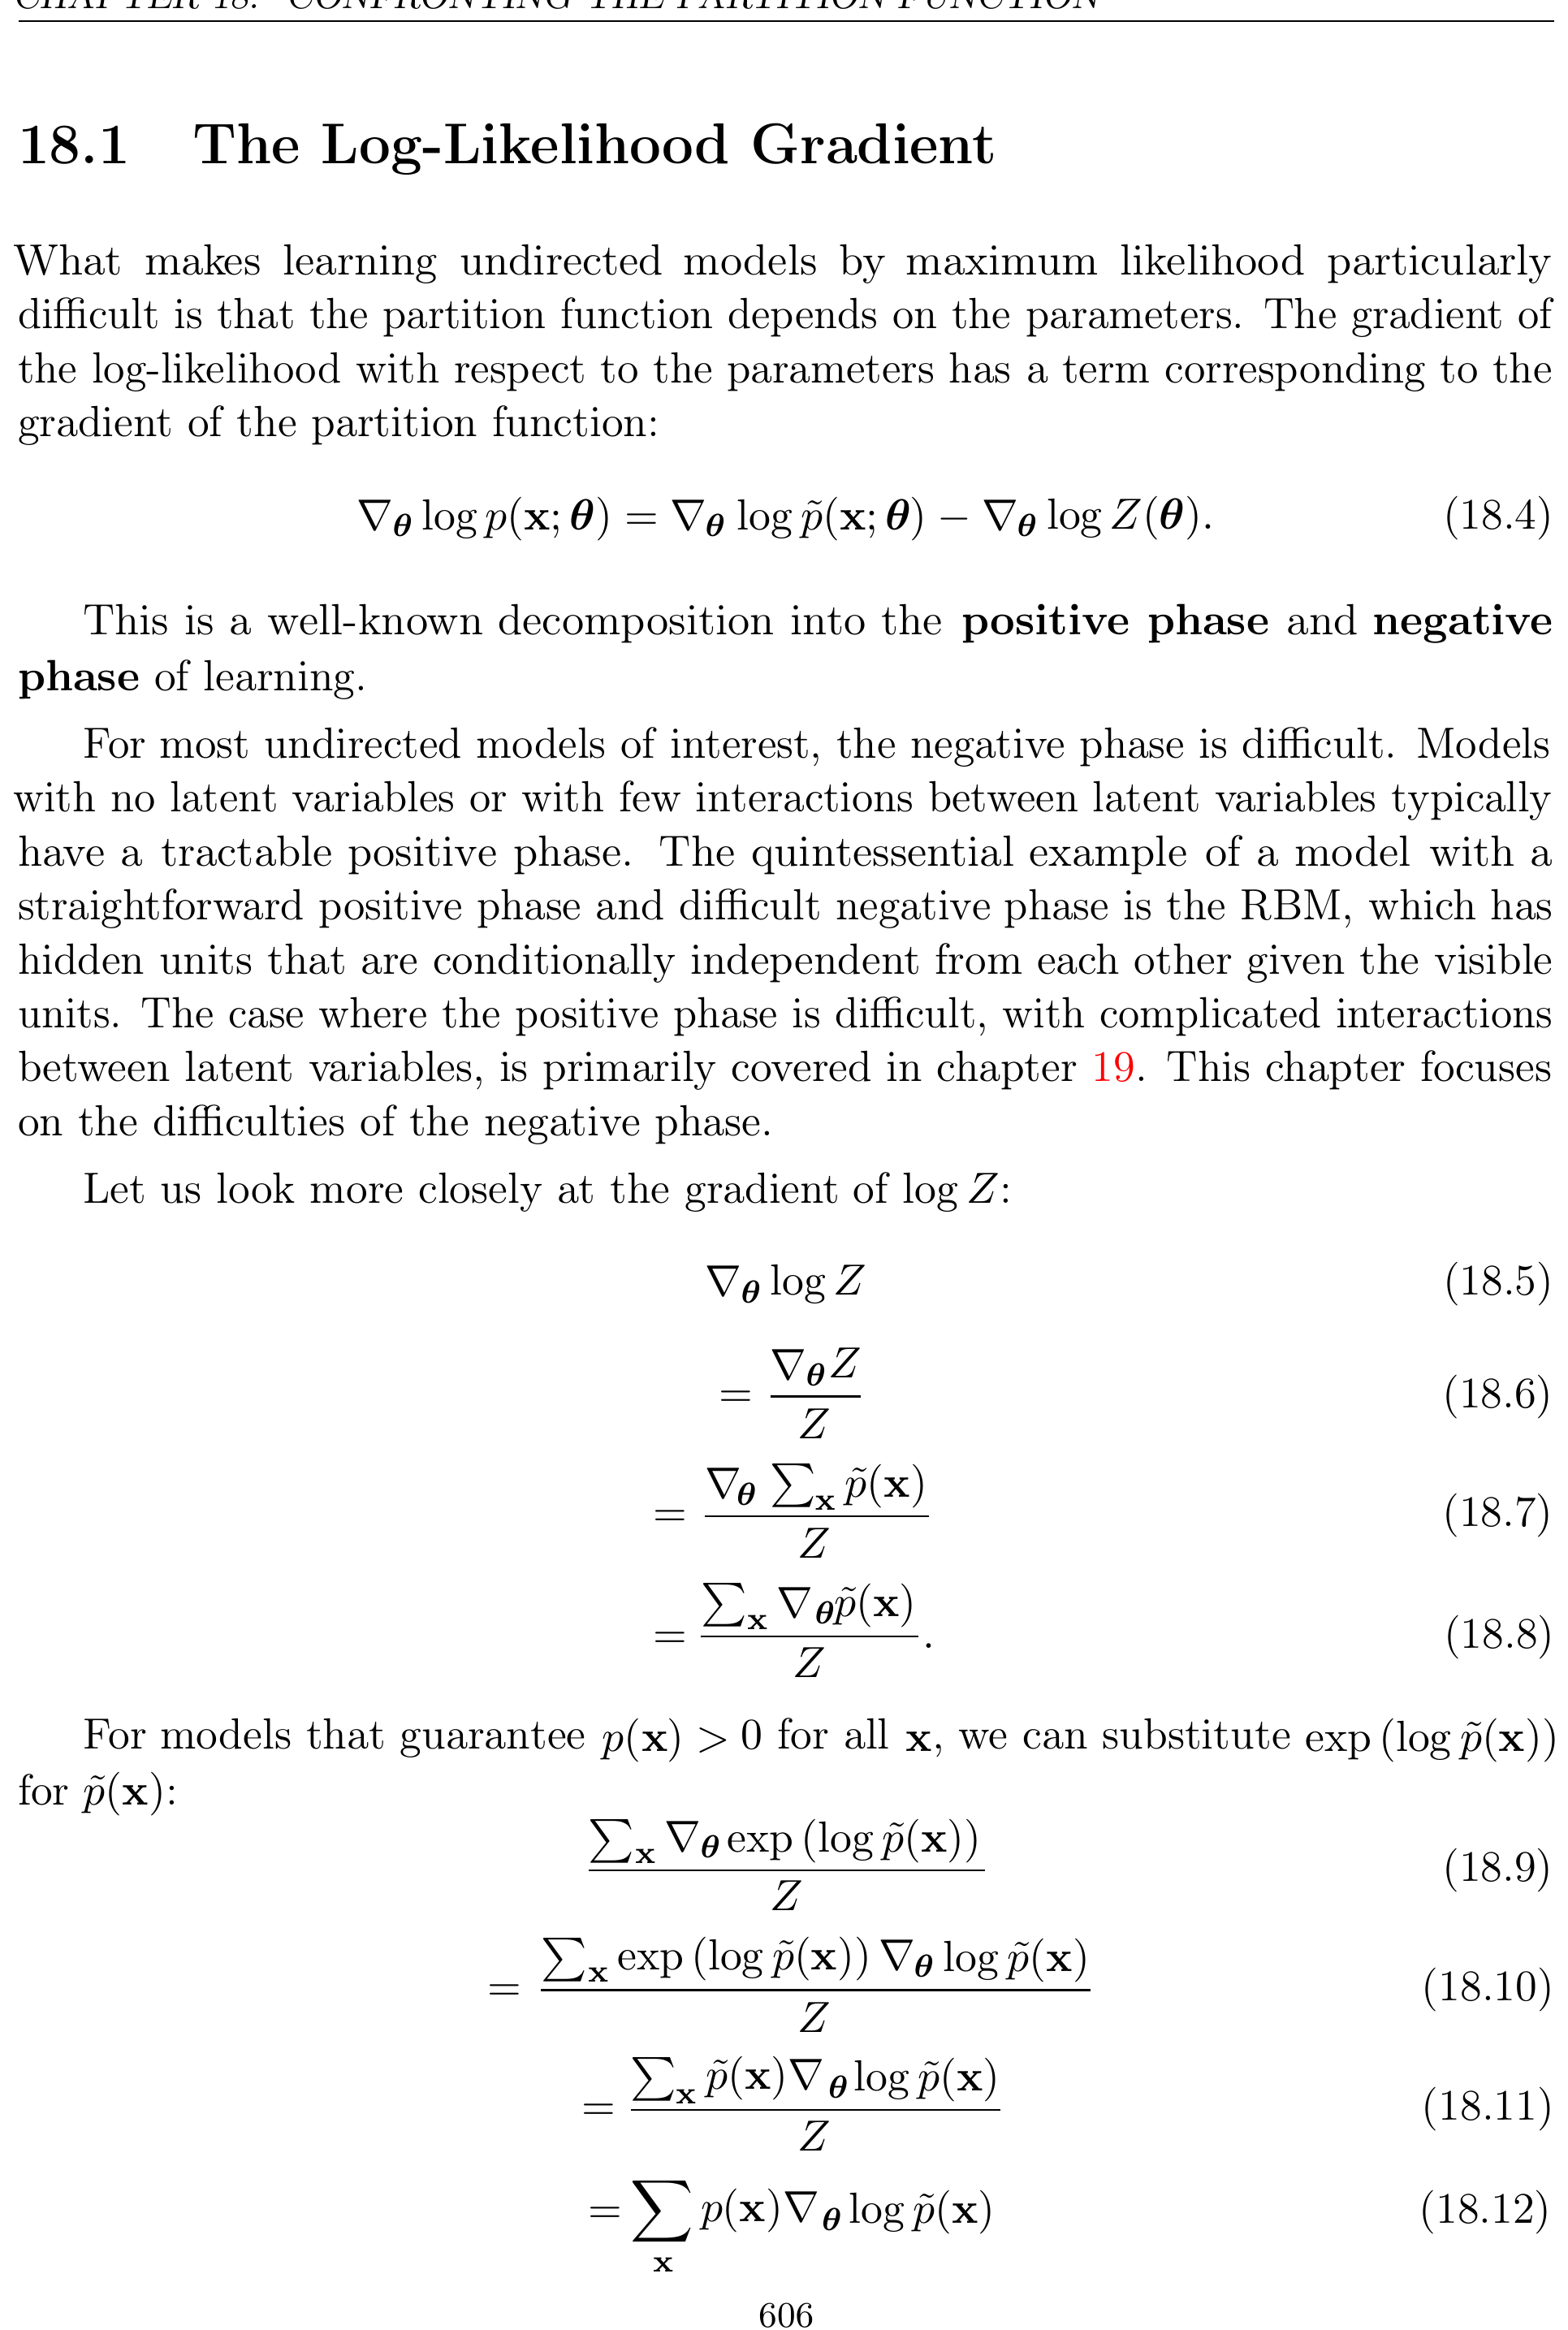 CHAPTER 18. CONFRONTING THE PARTITION FUNCTION
18.1 The Log-Likelihood Gradient
What makes learning undirected models by maximum likelihood particularly
difficult is that the partition function depends on the parameters. The gradient of
the log-likelihood with respect to the parameters has a term corresponding to the
gradient of the partition function:
∇θ log p(x; θ) = ∇θ log p̃(x; θ) − ∇θ log Z(θ). (18.4)
This is a well-known decomposition into the positive phase and negative
phase of learning.
For most undirected models of interest, the negative phase is difficult. Models
with no latent variables or with few interactions between latent variables typically
have a tractable positive phase. The quintessential example of a model with a
straightforward positive phase and difficult negative phase is the RBM, which has
hidden units that are conditionally independent from each other given the visible
units. The case where the positive phase is difficult, with complicated interactions
between latent variables, is primarily covered in chapter 19. This chapter focuses
on the difficulties of the negative phase.
Let us look more closely at the gradient of log Z:
∇θ log Z (18.5)
= ∇θ Z / Z (18.6)
= ∇θ ∑x p̃(x) / Z (18.7)
= ∑x ∇θ p̃(x) / Z . (18.8)
For models that guarantee p(x) > 0 for all x, we can substitute exp (log p̃(x))
for p̃(x):
∑x ∇θ exp (log p̃(x)) / Z (18.9)
= ∑x exp (log p̃(x)) ∇θ log p̃(x) / Z (18.10)
= ∑x p̃(x)∇θ log p̃(x) / Z (18.11)
= ∑x p(x)∇θ log p̃(x) (18.12)
606